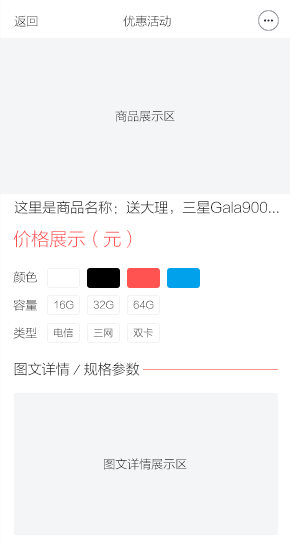 返回 优惠活动
商品展示区
这里是商品名称：送大理，三星Gala900...
价格展示（元）
颜色
容量 16G 32G 64G
类型 电信 三网 双卡
图文详情 / 规格参数
图文详情展示区